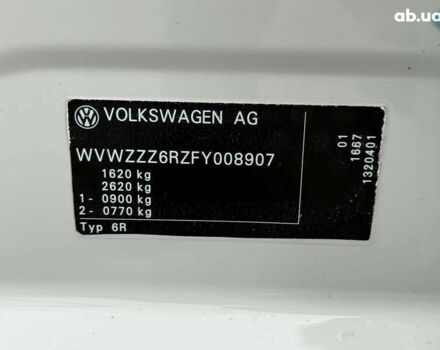 ab.ua
VOLKSWAGEN AG
WVWZZZ6RZFY008907
1620 kg
2620 kg
1- 0900 kg
2- 0770 kg
Typ 6R
01
1667
1320401